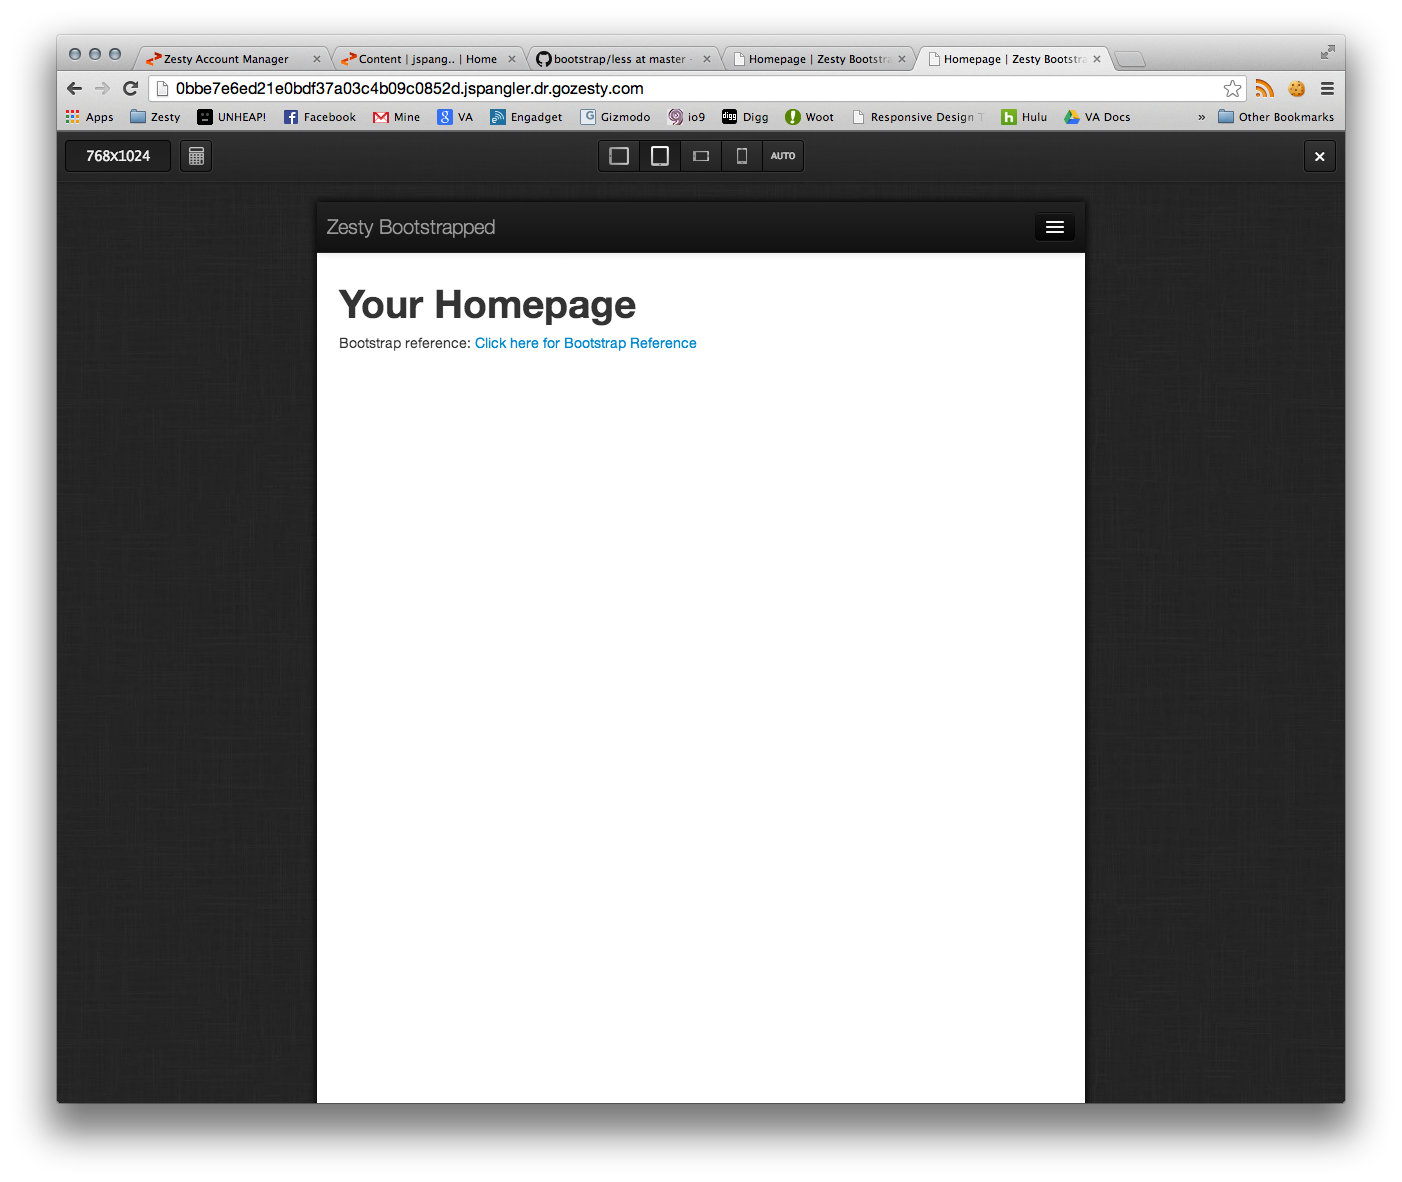 Zesty Account Manager
Content | jspang.. | Home
bootstrap/less at master
Homepage | Zesty Bootstra
Homepage | Zesty Bootstra
0bbe7e6ed21e0bdf37a03c4b09c0852d.jspangler.dr.gozesty.com
Apps Zesty UNHEAP! Facebook Mine VA Engadget Gizmodo io9 Digg Woot Responsive Design Hulu VA Docs » Other Bookmarks
768x1024
AUTO
Zesty Bootstrapped
Your Homepage
Bootstrap reference: Click here for Bootstrap Reference